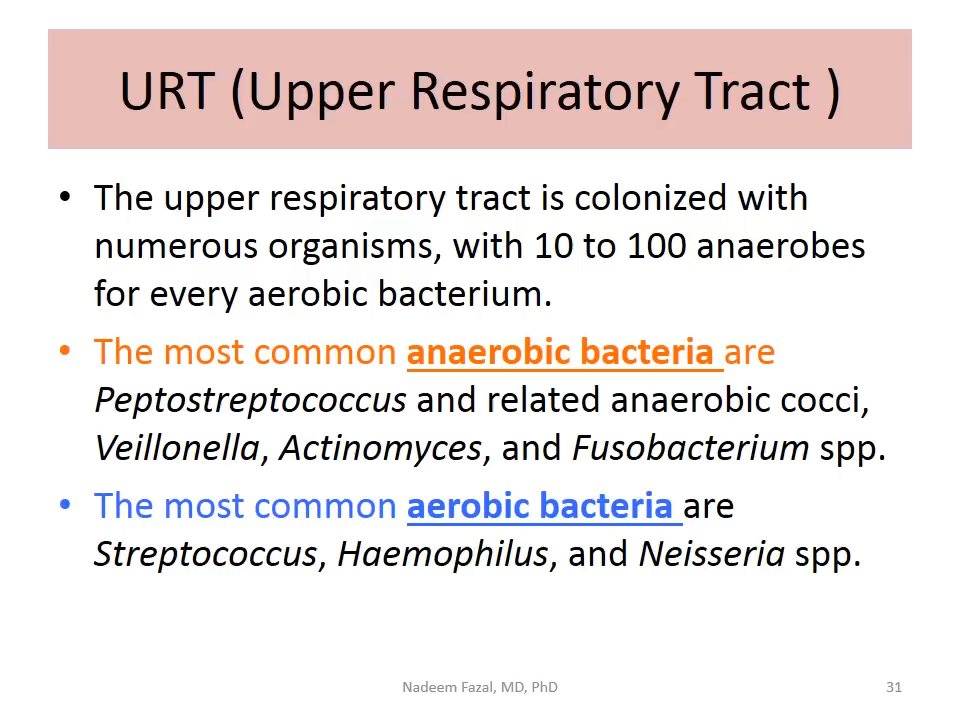 URT (Upper Respiratory Tract )
• The upper respiratory tract is colonized with
numerous organisms, with 10 to 100 anaerobes
for every aerobic bacterium.
• The most common anaerobic bacteria are
Peptostreptococcus and related anaerobic cocci,
Veillonella, Actinomyces, and Fusobacterium spp.
• The most common aerobic bacteria are
Streptococcus, Haemophilus, and Neisseria spp.
Nadeem Fazal, MD, PhD
31